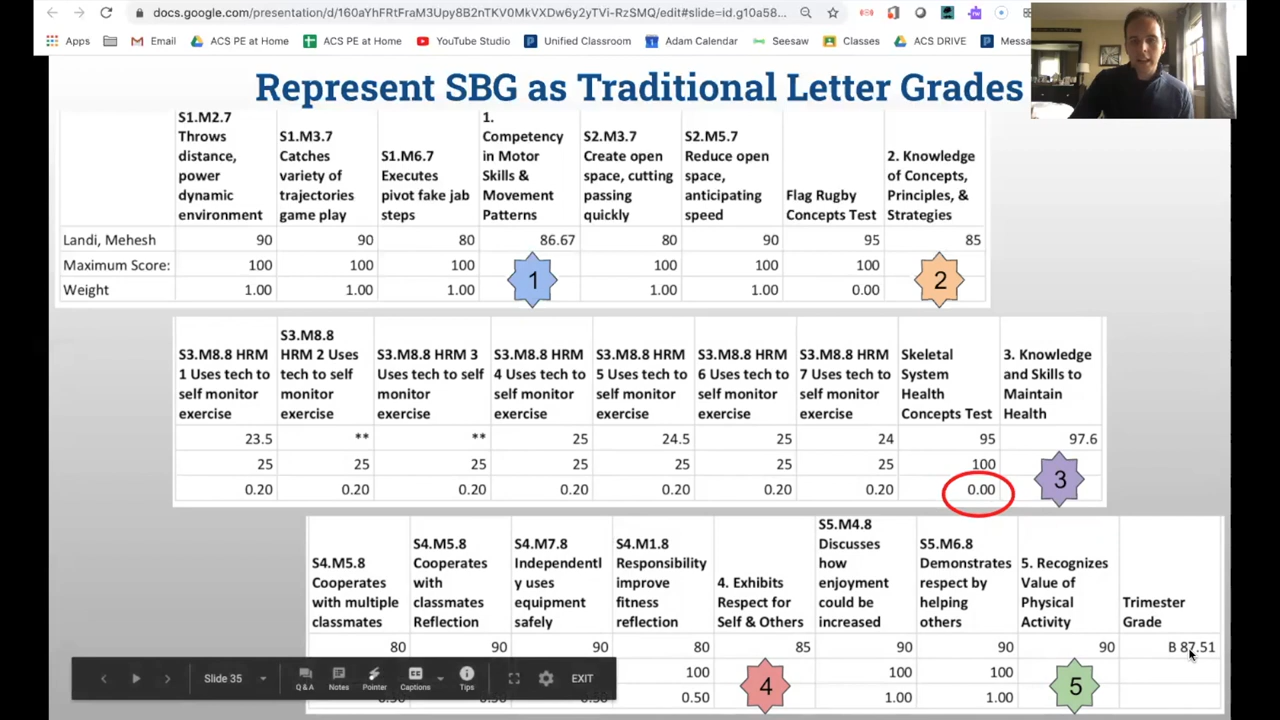 docs.google.com/presentation/d/160aYhFRtFraM3Upy8B2nTKV0MkVXDw6y2yTVi-RzSMQ/edit#slide=id.g10a58...
Apps Email ACS PE at Home ACS PE at Home YouTube Studio Unified Classroom Adam Calendar Seesaw Classes ACS DRIVE Messa
Represent SBG as Traditional Letter Grades
S1.M2.7 Throws distance, power dynamic environment
S1.M3.7 Catches variety of trajectories game play
S1.M6.7 Executes pivot fake jab steps
1. Competency in Motor Skills & Movement Patterns
S2.M3.7 Create open space, cutting passing quickly
S2.M5.7 Reduce open space, anticipating speed
Flag Rugby Concepts Test
2. Knowledge of Concepts, Principles, & Strategies
Landi, Mehesh 90 90 80 86.67 80 90 95 85
Maximum Score: 100 100 100 100 100 100
Weight 1.00 1.00 1.00 1.00 1.00 0.00
1
2
S3.M8.8 HRM 1 Uses tech to self monitor exercise
S3.M8.8 HRM 2 Uses tech to self monitor exercise
S3.M8.8 HRM 3 Uses tech to self monitor exercise
S3.M8.8 HRM 4 Uses tech to self monitor exercise
S3.M8.8 HRM 5 Uses tech to self monitor exercise
S3.M8.8 HRM 6 Uses tech to self monitor exercise
S3.M8.8 HRM 7 Uses tech to self monitor exercise
Skeletal System Health Concepts Test
3. Knowledge and Skills to Maintain Health
23.5 ** ** 25 24.5 25 24 95 97.6
25 25 25 25 25 25 25 100
0.20 0.20 0.20 0.20 0.20 0.20 0.20 0.00
3
S4.M5.8 Cooperates with multiple classmates
S4.M5.8 Cooperates with classmates Reflection
S4.M7.8 Independentl y uses equipment safely
S4.M1.8 Responsibility improve fitness reflection
4. Exhibits Respect for Self & Others
S5.M4.8 Discusses how enjoyment could be increased
S5.M6.8 Demonstrates respect by helping others
5. Recognizes Value of Physical Activity
Trimester Grade
80 90 90 80 85 90 90 90 B 87.51
100 100 100
0.50 1.00 1.00
4
5
Slide 35 Q & A Notes Pointer Captions Tips EXIT